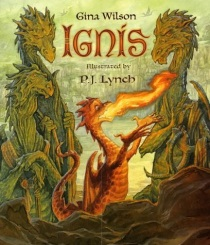 Gina Wilson
IGNIS
Illustrated by
P.J. Lynch